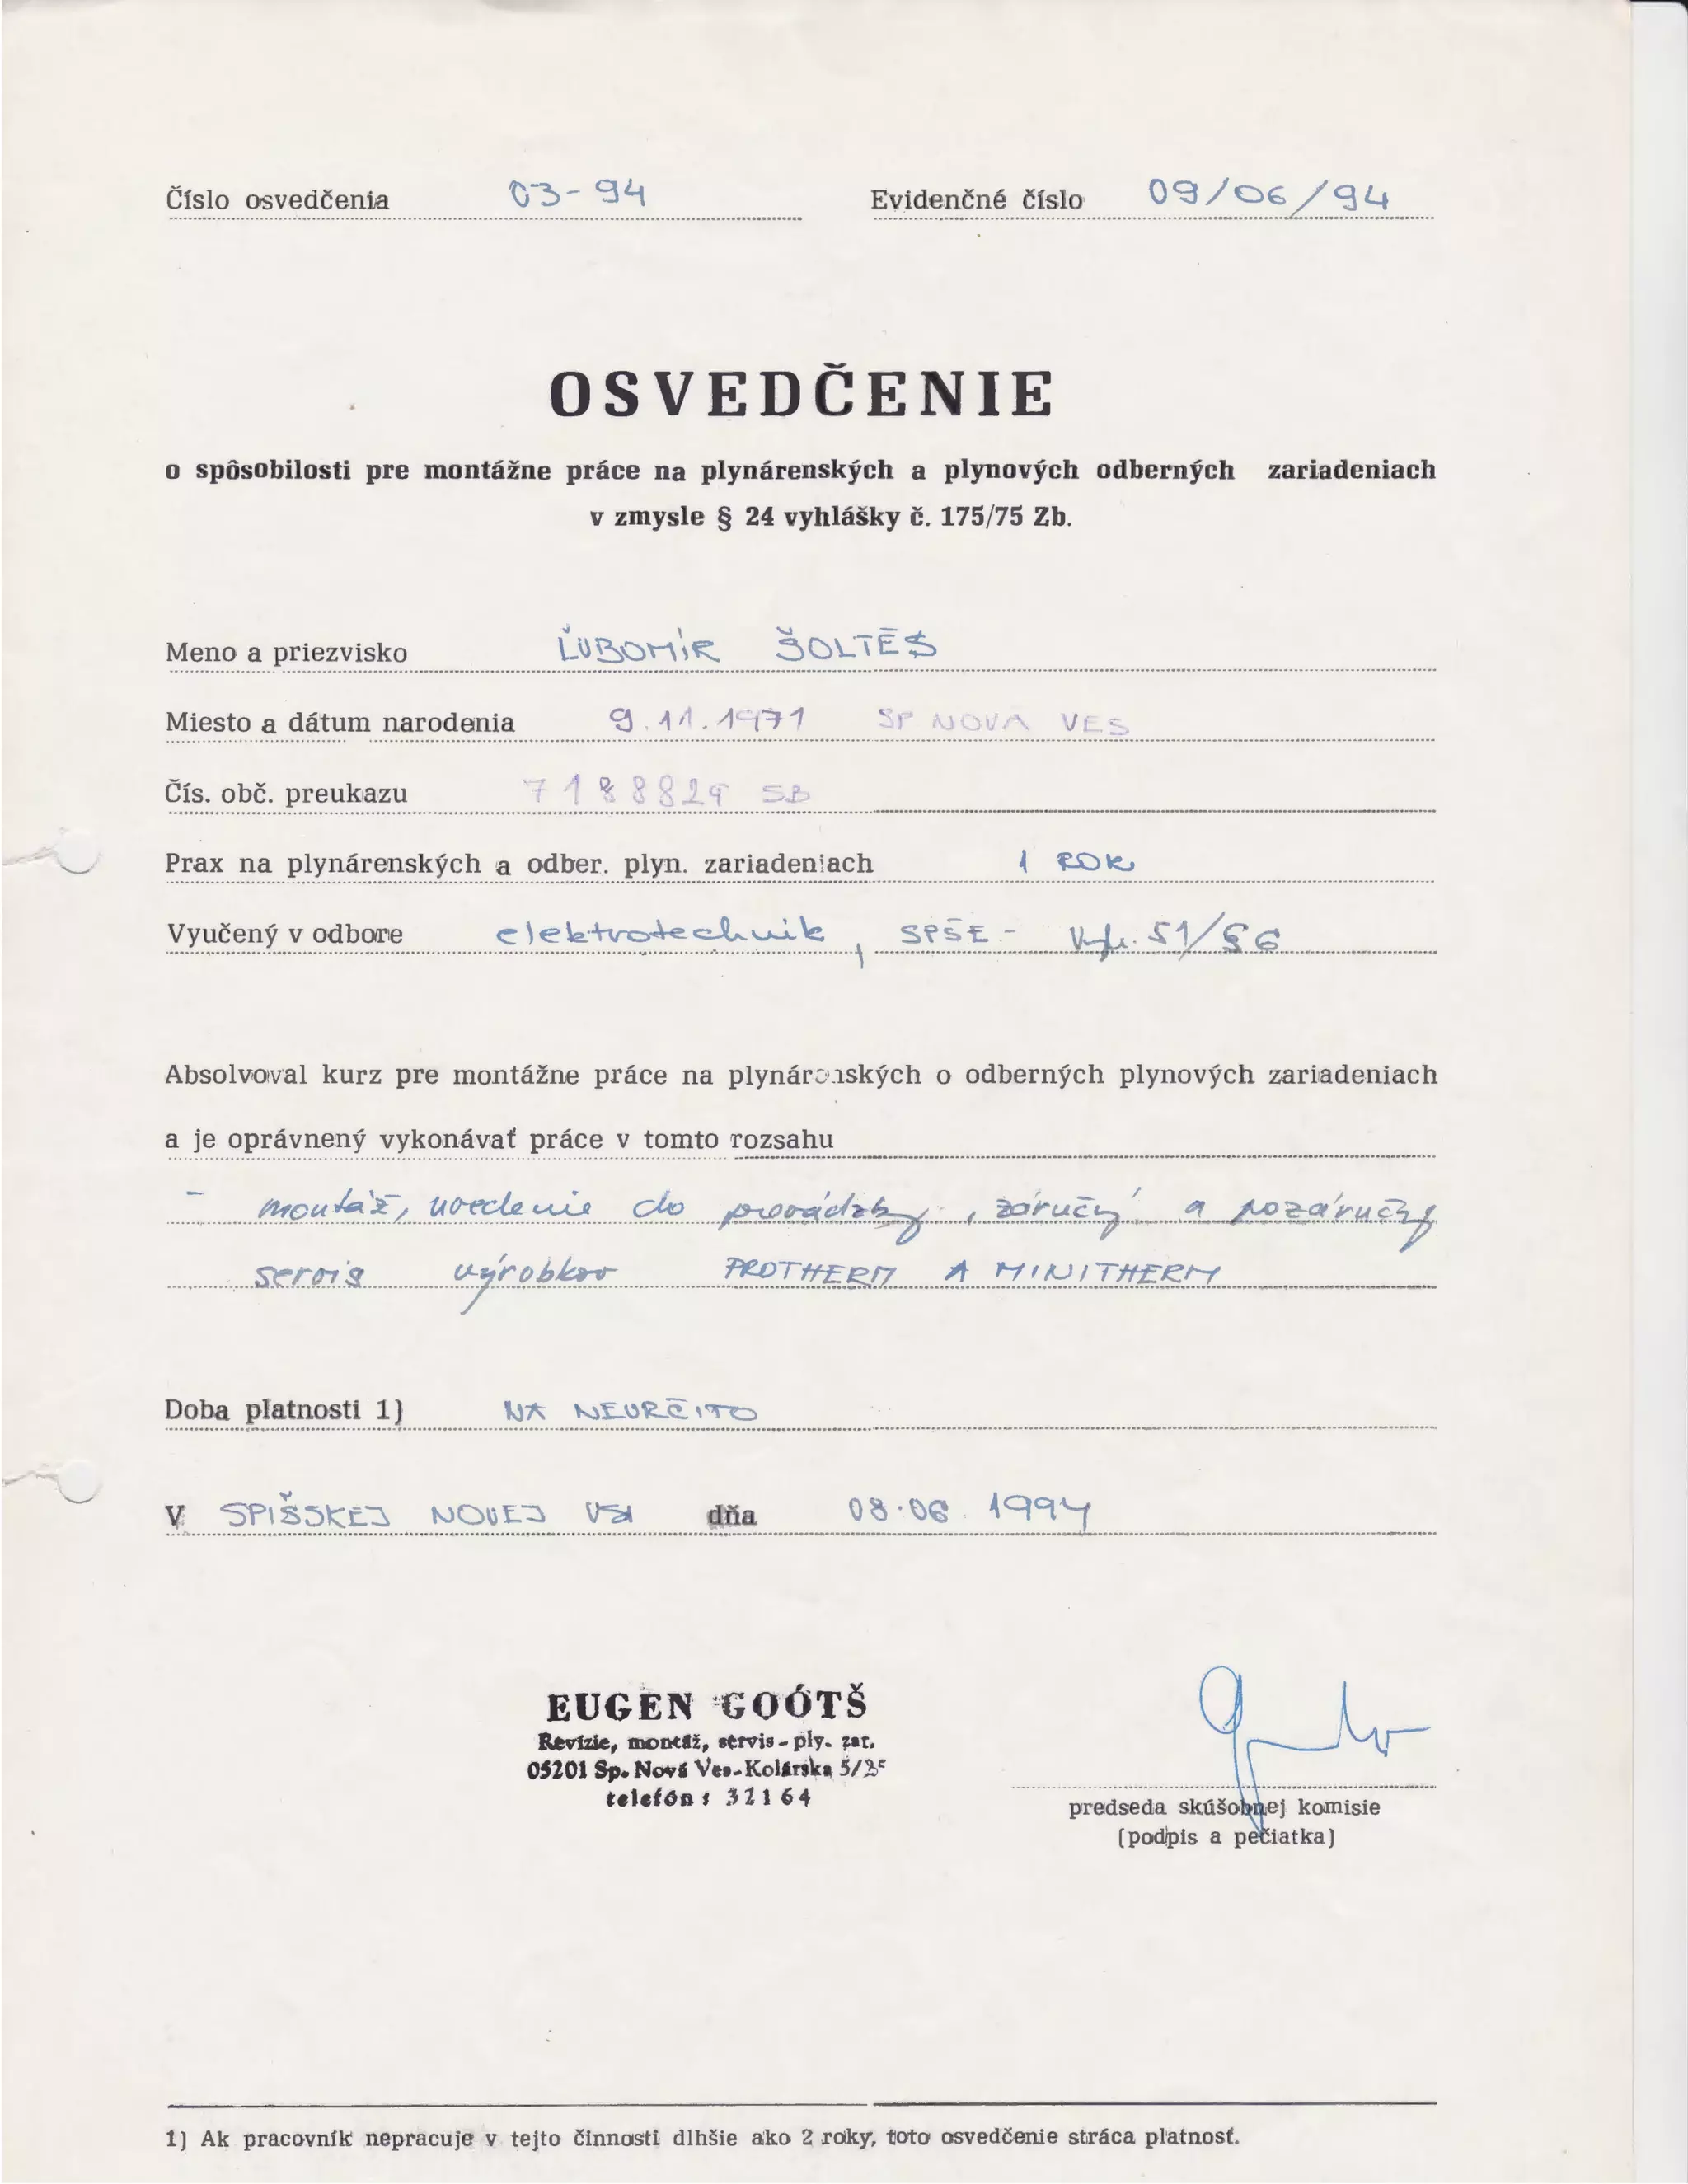 Číslo osvedčenia 03-94 Evidenčné číslo 09/06/94
OSVEDČENIE
o spôsobilosti pre montážne práce na plynárenských a plynových odberných zariadeniach
v zmysle § 24 vyhlášky č. 175/75 Zb.
Meno a priezvisko ĽUBOMÍR ŠOLTÉS
Miesto a dátum narodenia 9.11.1971 SP NOVÁ VES
Čís. obč. preukazu 7188829 SB
Prax na plynárenských a odber. plyn. zariadeniach 1 ROK
Vyučený v odbore elektrotechnik, SPŠE - 51/
Absolvoval kurz pre montážne práce na plynárenských o odberných plynových zariadeniach
a je oprávnený vykonávať práce v tomto rozsahu
- montáž, uvedenie do prevádzky, záručný a pozáručný
servis výrobkov PROTHERM A MINITHERM
Doba platnosti 1) NA NEURČITO
V SPIŠSKEJ NOVEJ VSI dňa 08.06.1994
EUGEN GOÓTŠ
Revízie, montáž, servis - ply. zar.
05201 Sp. Nová Ves-Kolárska
telefón: 32164
predseda skúšobnej komisie
(podpis a pečiatka)
1) Ak pracovník nepracuje v tejto činnosti dlhšie ako 2 roky, toto osvedčenie stráca platnosť.